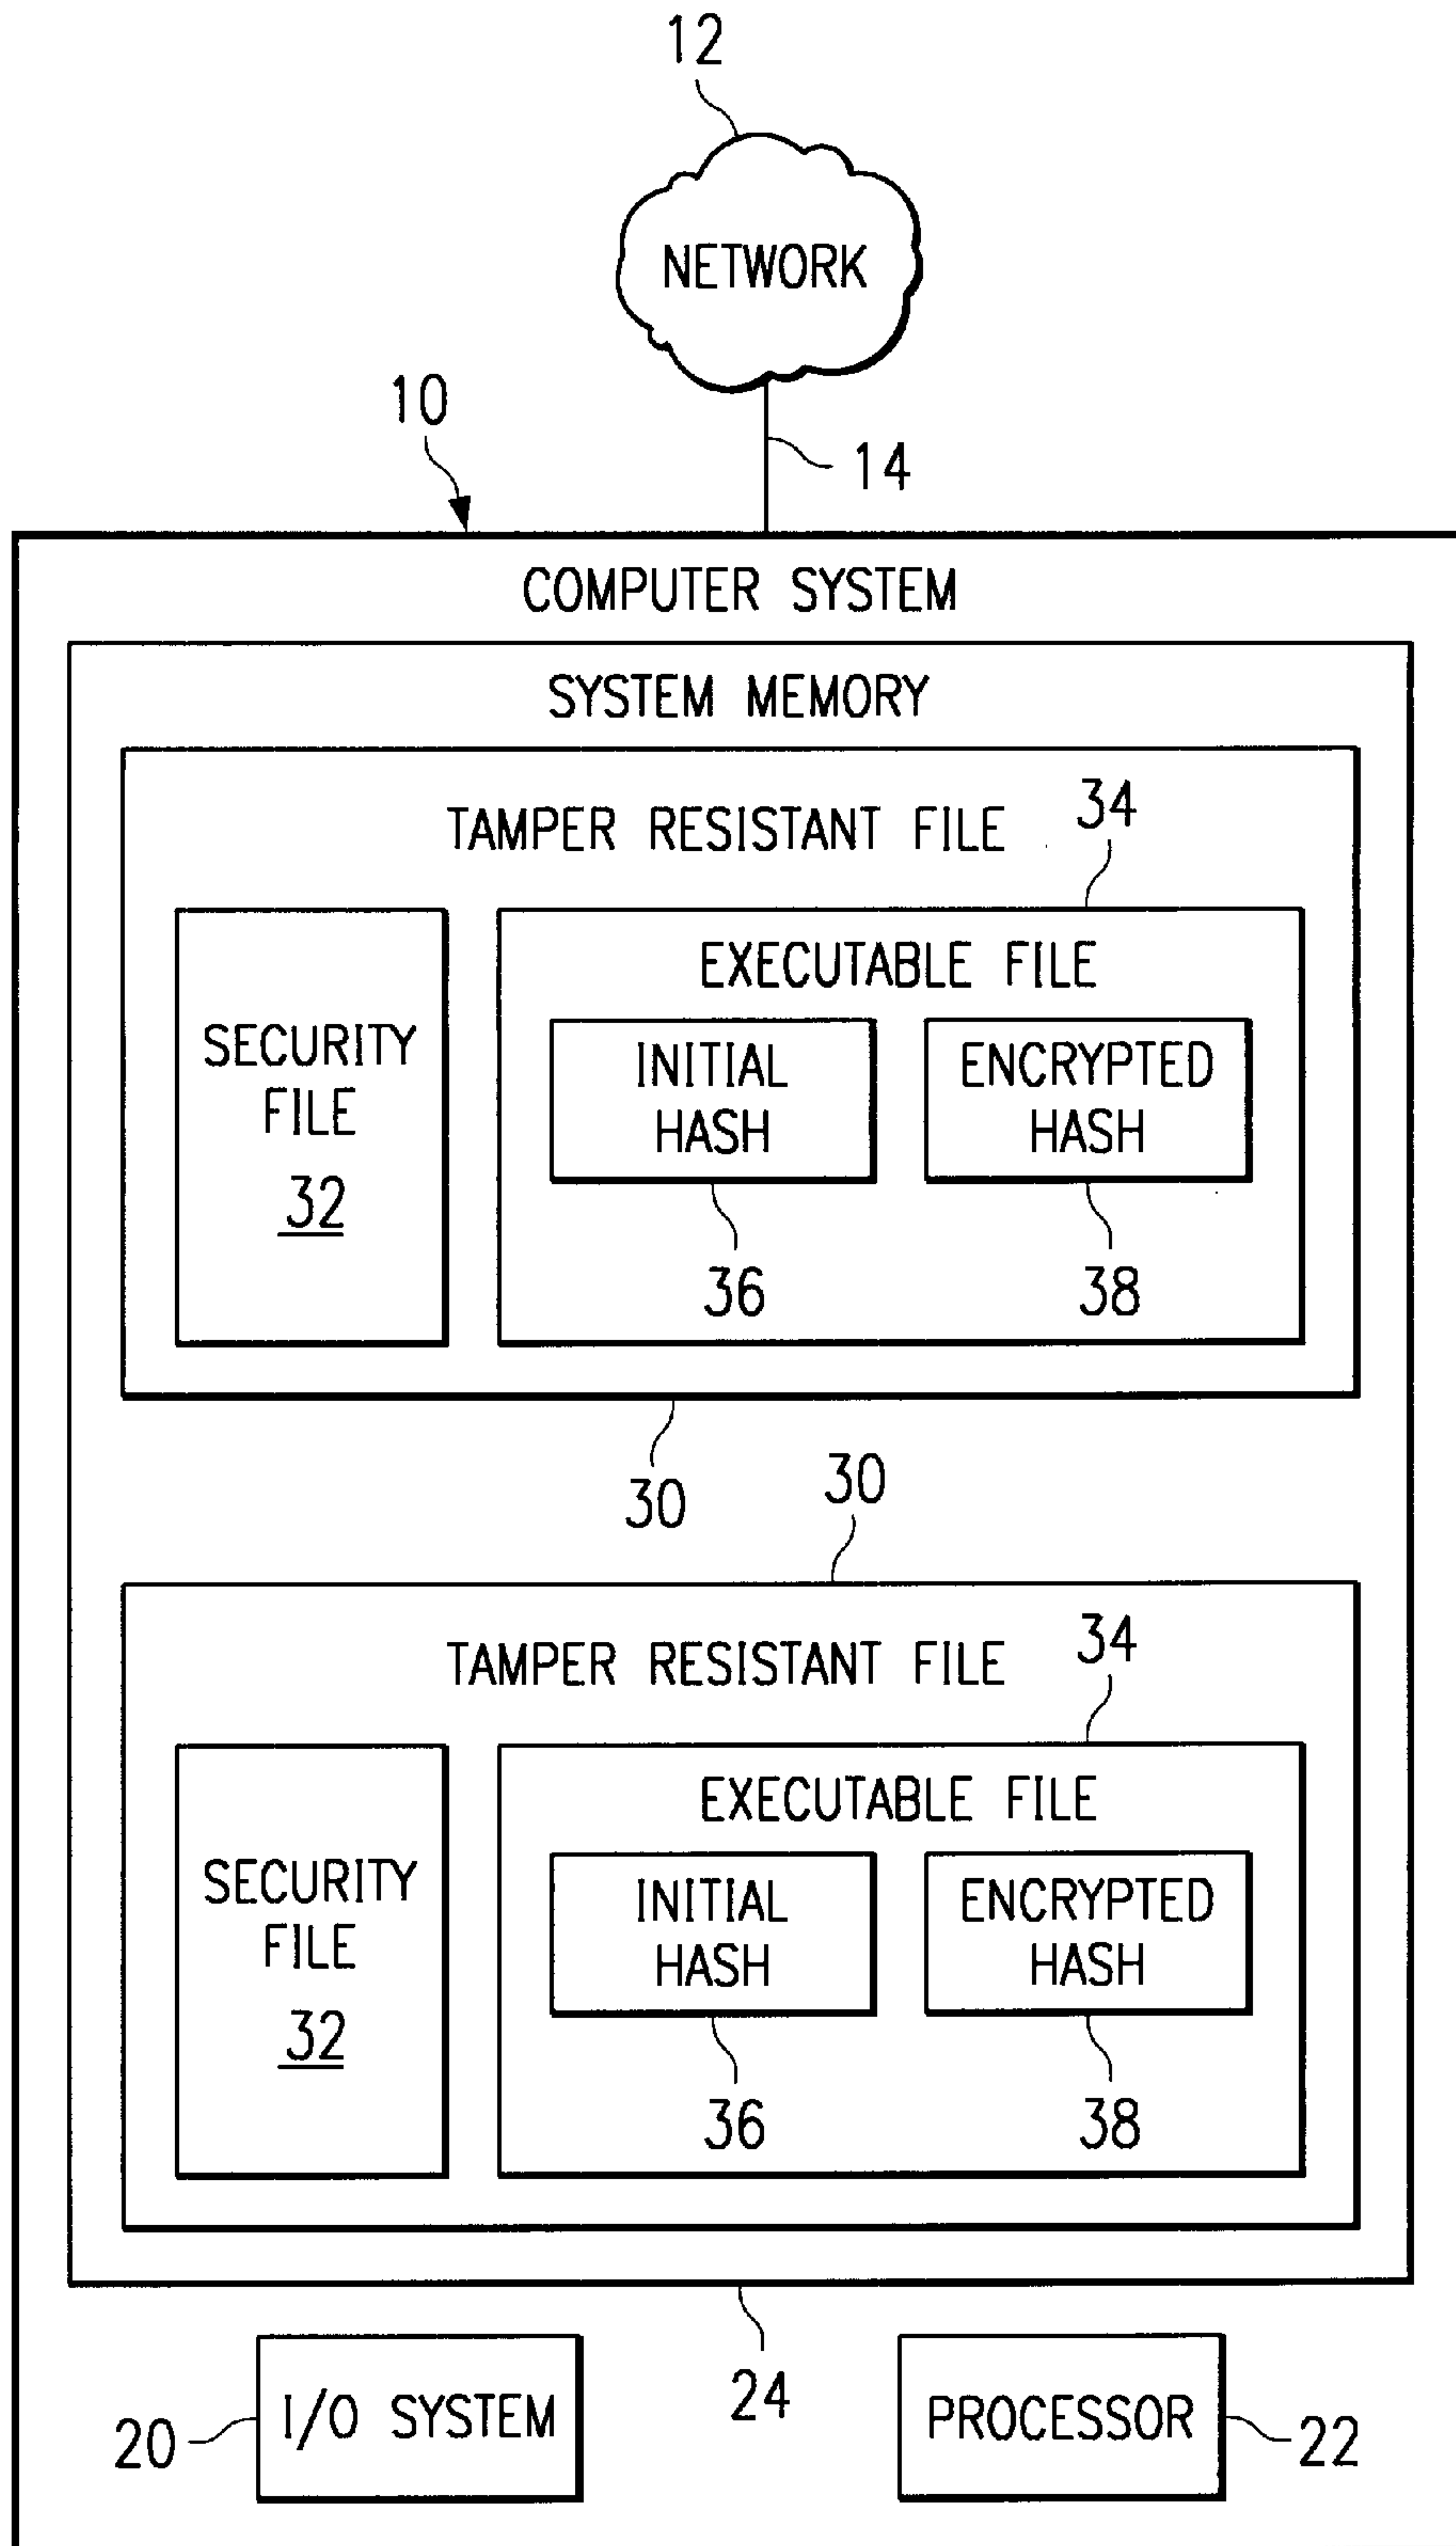 12
NETWORK
10
14
COMPUTER SYSTEM
SYSTEM MEMORY
TAMPER RESISTANT FILE
34
EXECUTABLE FILE
SECURITY
FILE
32
INITIAL
HASH
ENCRYPTED
HASH
36
38
30
30
TAMPER RESISTANT FILE
34
EXECUTABLE FILE
SECURITY
FILE
32
INITIAL
HASH
ENCRYPTED
HASH
36
38
24
20
I/O SYSTEM
PROCESSOR
22